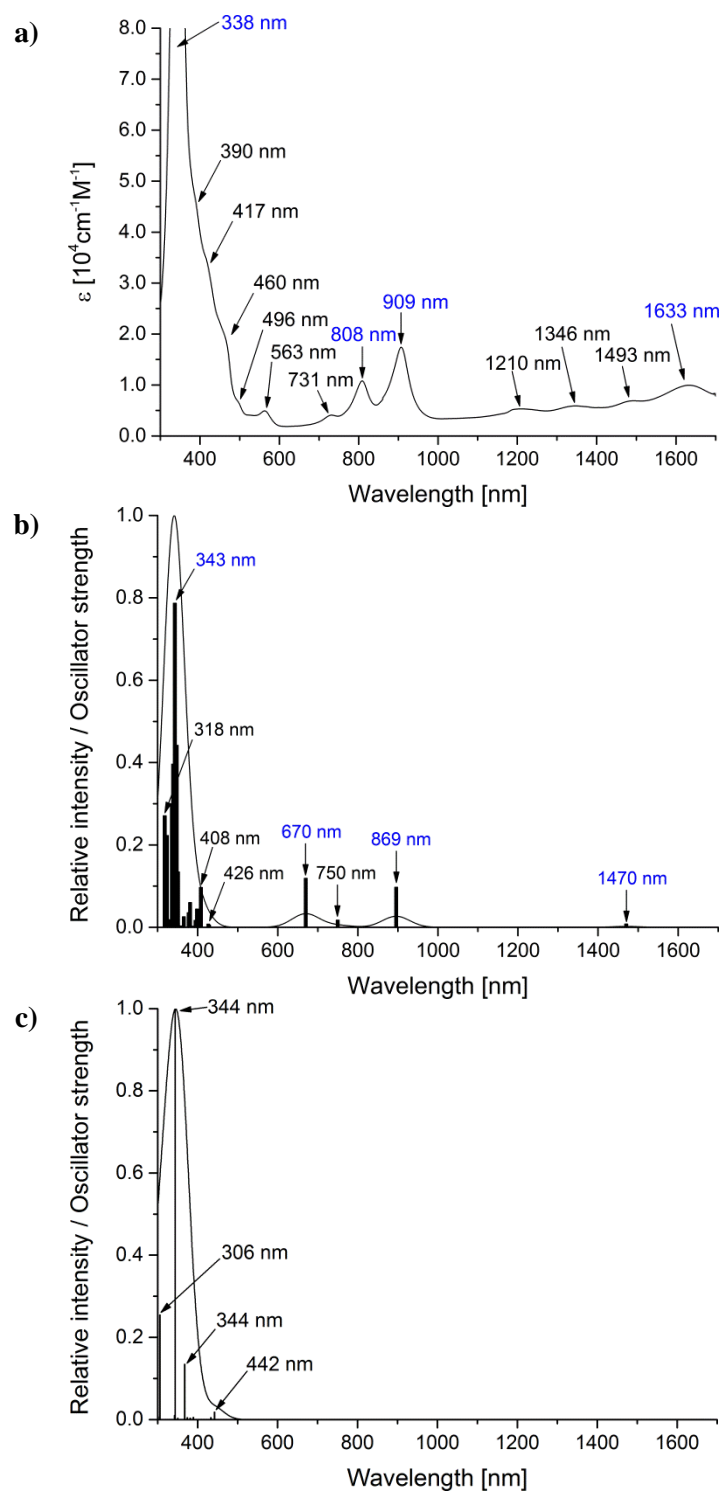 a)
8.0
7.0
6.0
5.0
4.0
3.0
2.0
1.0
0.0
ε [10⁴cm⁻¹M⁻¹]
338 nm
390 nm
417 nm
460 nm
496 nm
563 nm
731 nm
808 nm
909 nm
1210 nm
1346 nm
1493 nm
1633 nm
400 600 800 1000 1200 1400 1600
Wavelength [nm]
b)
1.0
0.8
0.6
0.4
0.2
0.0
Relative intensity / Oscillator strength
343 nm
318 nm
408 nm
426 nm
670 nm
750 nm
869 nm
1470 nm
400 600 800 1000 1200 1400 1600
Wavelength [nm]
c)
1.0
0.8
0.6
0.4
0.2
0.0
Relative intensity / Oscillator strength
344 nm
306 nm
344 nm
442 nm
400 600 800 1000 1200 1400 1600
Wavelength [nm]